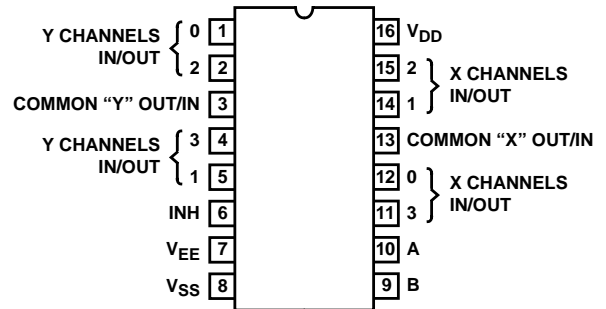 Y CHANNELS
IN/OUT
0 1
2 2
COMMON “Y” OUT/IN 3
Y CHANNELS
IN/OUT
3 4
1 5
INH 6
VEE 7
VSS 8
16 VDD
15 2
14 1
X CHANNELS
IN/OUT
13 COMMON “X” OUT/IN
12 0
11 3
X CHANNELS
IN/OUT
10 A
9 B